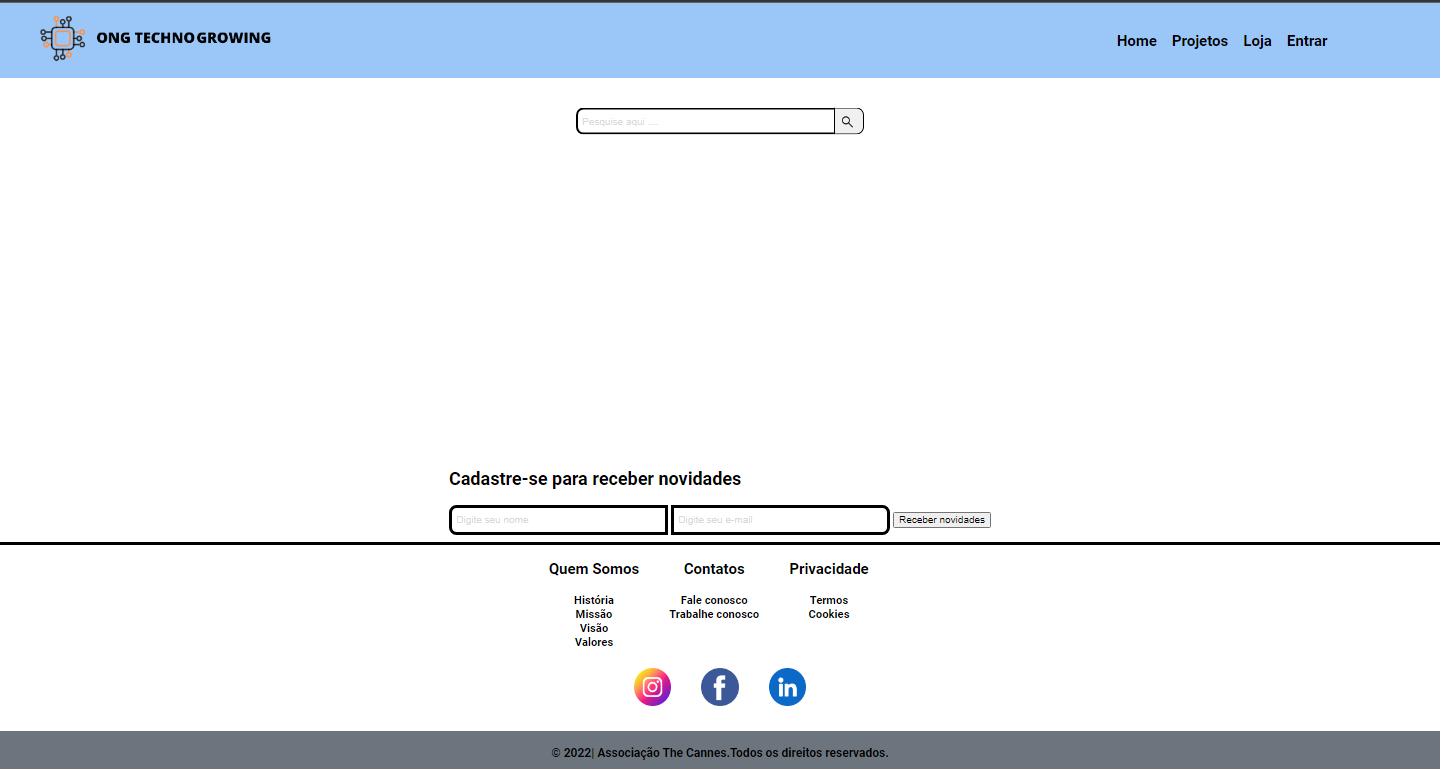 ONG TECHNOGROWING
Home Projetos Loja Entrar
Pesquise aqui ....
Cadastre-se para receber novidades
Digite seu nome Digite seu e-mail Receber novidades
Quem Somos Contatos Privacidade
História Fale conosco Termos
Missão Trabalhe conosco Cookies
Visão
Valores
© 2022| Associação The Cannes.Todos os direitos reservados.